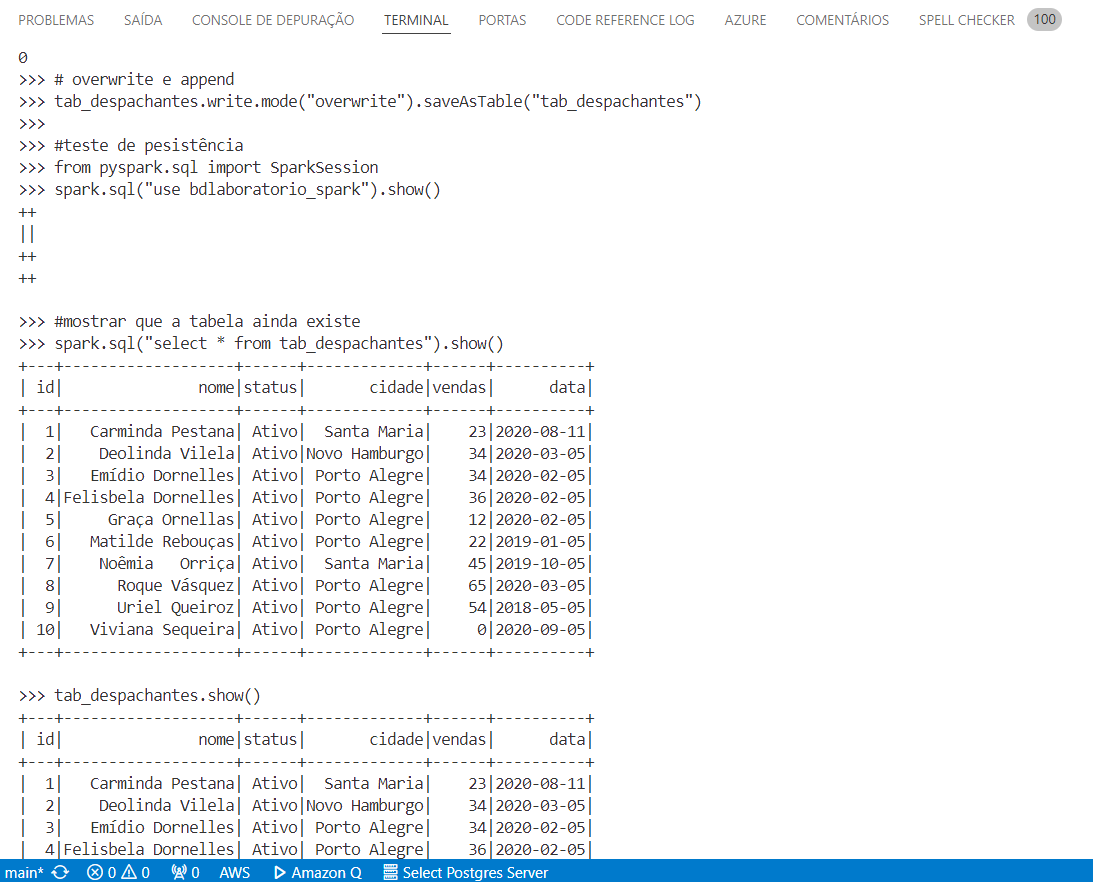 PROBLEMAS SAÍDA CONSOLE DE DEPURAÇÃO TERMINAL PORTAS CODE REFERENCE LOG AZURE COMENTÁRIOS SPELL CHECKER 100
0
>>> # overwrite e append
>>> tab_despachantes.write.mode("overwrite").saveAsTable("tab_despachantes")
>>>
>>> #teste de pesistência
>>> from pyspark.sql import SparkSession
>>> spark.sql("use bdlaboratorio_spark").show()
++
||
++
++
>>> #mostrar que a tabela ainda existe
>>> spark.sql("select * from tab_despachantes").show()
+---+-------------------+------+-------------+------+----------+
| id|               nome|status|       cidade|vendas|      data|
+---+-------------------+------+-------------+------+----------+
|  1|   Carminda Pestana| Ativo|  Santa Maria|    23|2020-08-11|
|  2|    Deolinda Vilela| Ativo|Novo Hamburgo|    34|2020-03-05|
|  3|   Emídio Dornelles| Ativo| Porto Alegre|    34|2020-02-05|
|  4|Felisbela Dornelles| Ativo| Porto Alegre|    36|2020-02-05|
|  5|     Graça Ornellas| Ativo| Porto Alegre|    12|2020-02-05|
|  6|   Matilde Rebouças| Ativo| Porto Alegre|    22|2019-01-05|
|  7|    Noêmia   Orriça| Ativo|  Santa Maria|    45|2019-10-05|
|  8|      Roque Vásquez| Ativo| Porto Alegre|    65|2020-03-05|
|  9|      Uriel Queiroz| Ativo| Porto Alegre|    54|2018-05-05|
| 10|   Viviana Sequeira| Ativo| Porto Alegre|     0|2020-09-05|
+---+-------------------+------+-------------+------+----------+
>>> tab_despachantes.show()
+---+-------------------+------+-------------+------+----------+
| id|               nome|status|       cidade|vendas|      data|
+---+-------------------+------+-------------+------+----------+
|  1|   Carminda Pestana| Ativo|  Santa Maria|    23|2020-08-11|
|  2|    Deolinda Vilela| Ativo|Novo Hamburgo|    34|2020-03-05|
|  3|   Emídio Dornelles| Ativo| Porto Alegre|    34|2020-02-05|
|  4|Felisbela Dornelles| Ativo| Porto Alegre|    36|2020-02-05|
main* 0 0 0 AWS Amazon Q Select Postgres Server